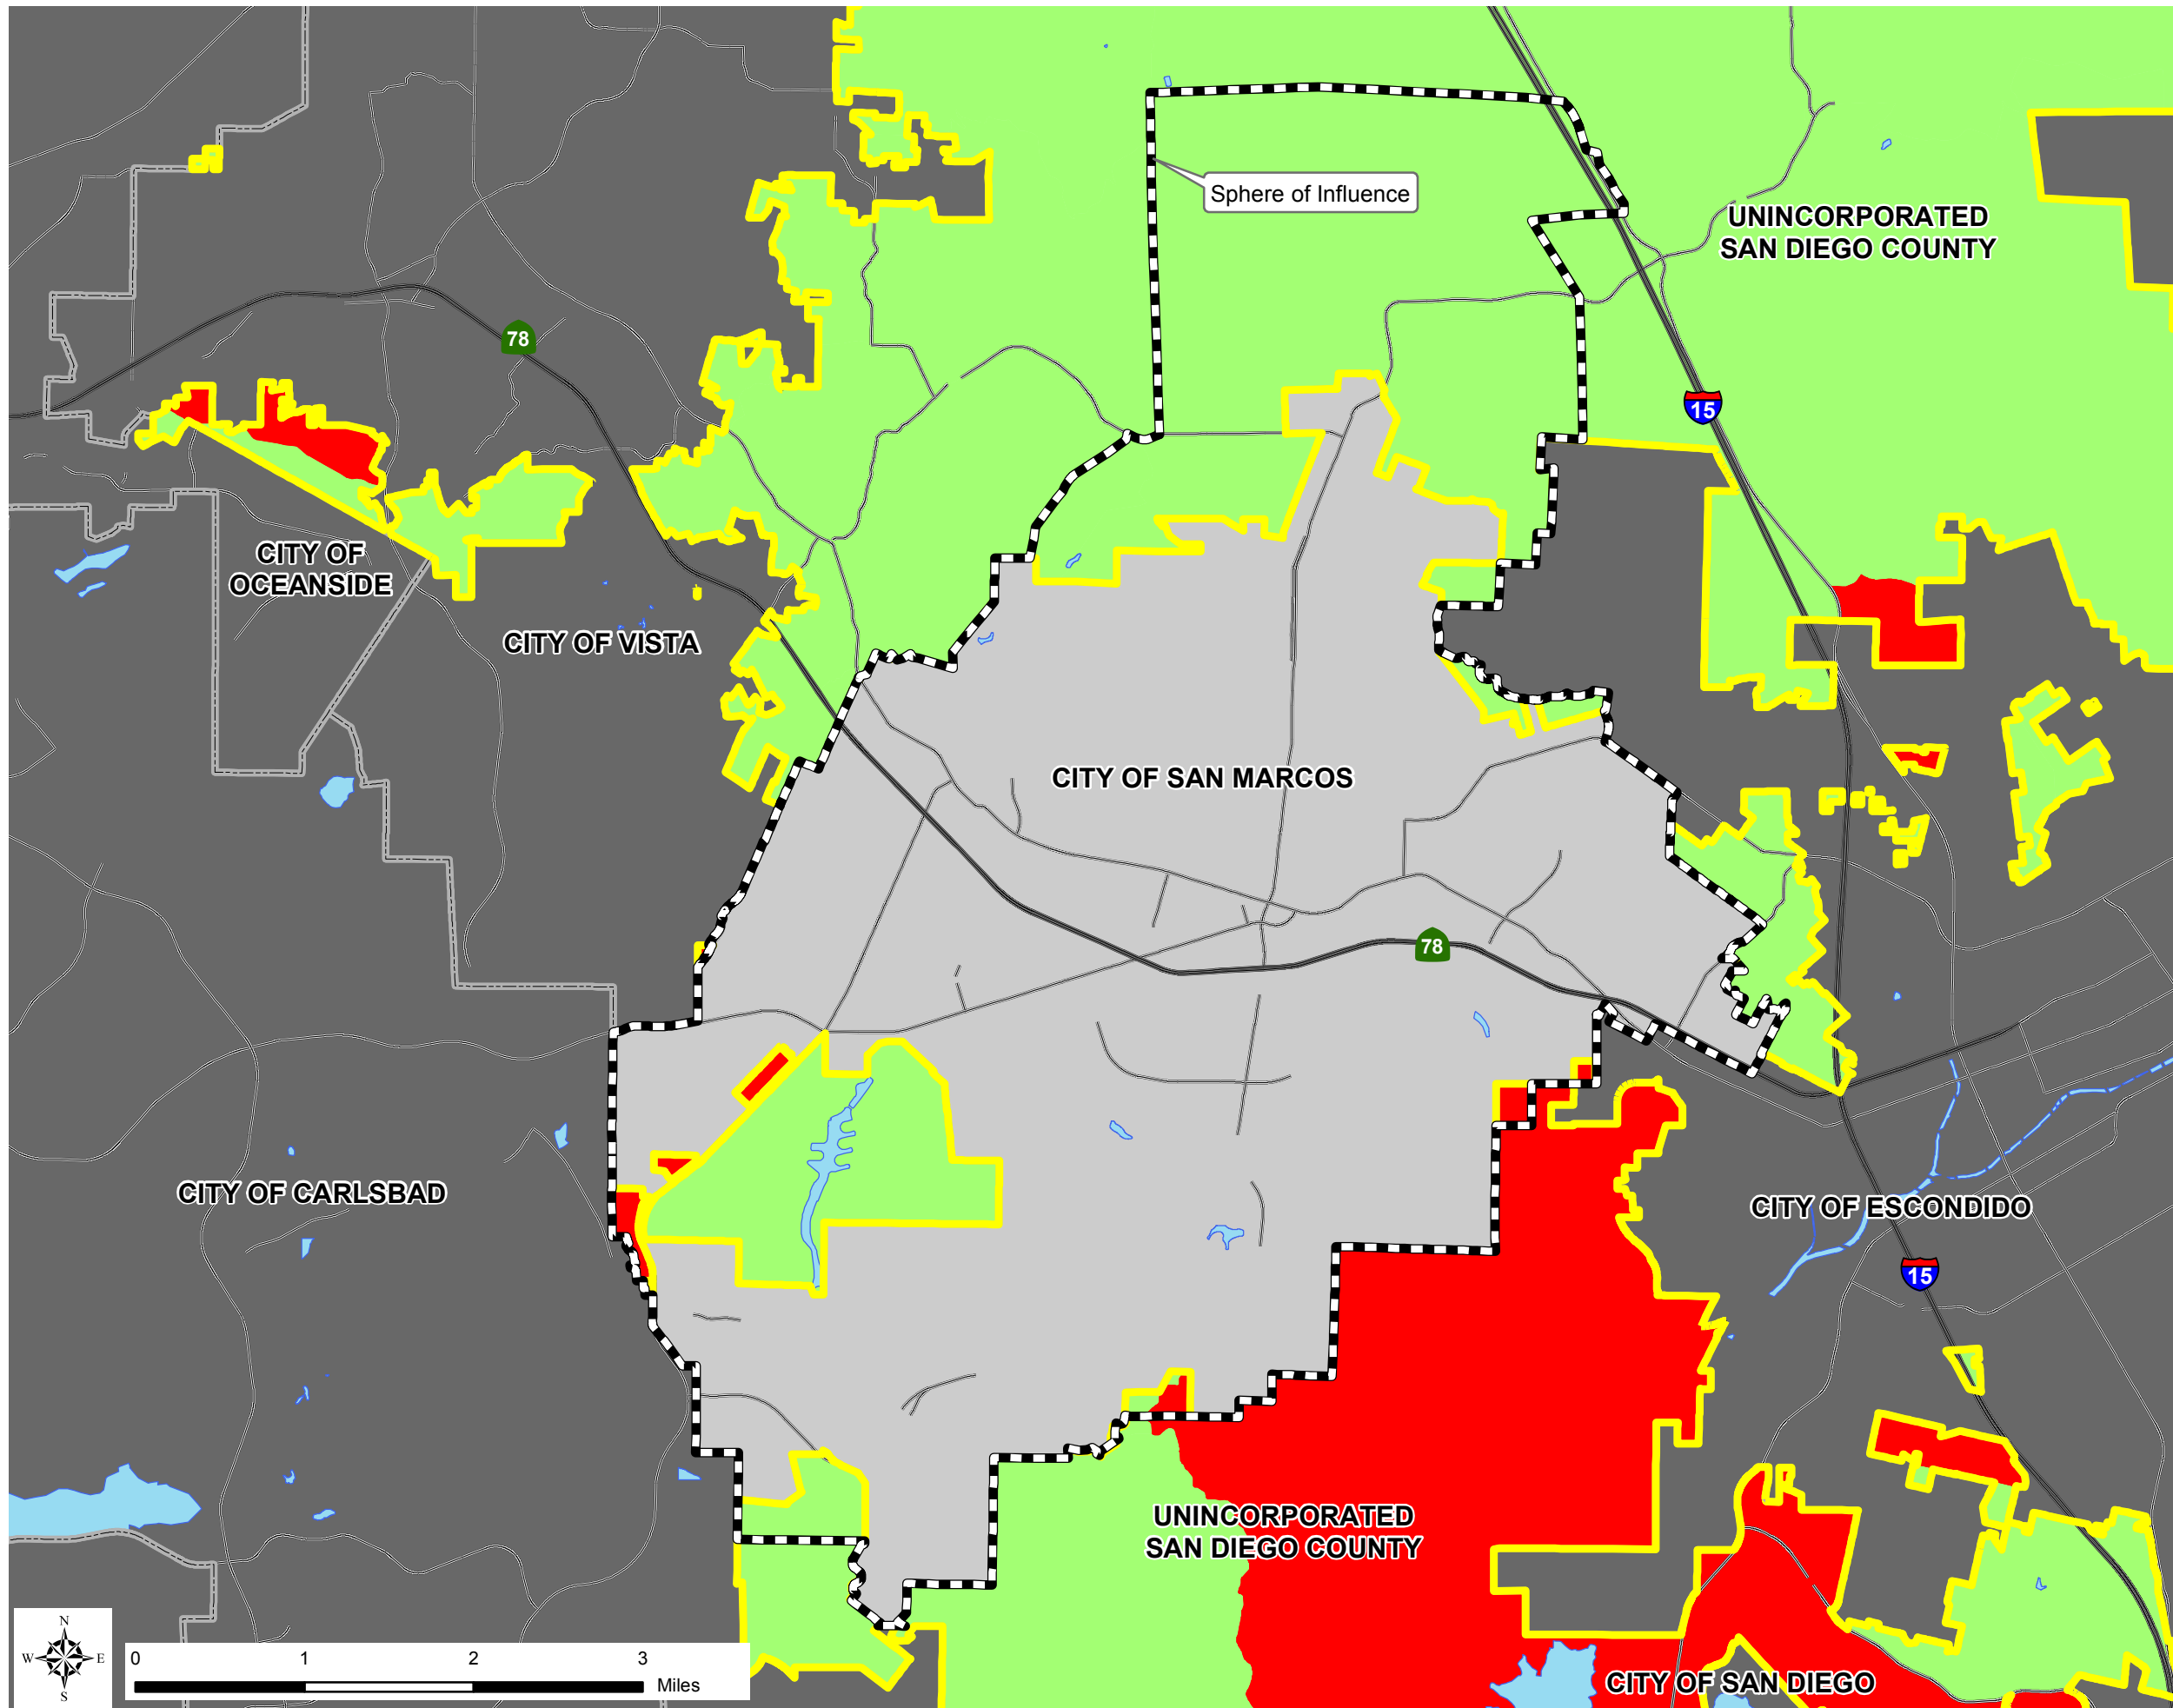 Sphere of Influence
UNINCORPORATED
SAN DIEGO COUNTY
78
15
CITY OF
OCEANSIDE
CITY OF VISTA
CITY OF SAN MARCOS
78
CITY OF CARLSBAD
CITY OF ESCONDIDO
15
UNINCORPORATED
SAN DIEGO COUNTY
CITY OF SAN DIEGO
N
W E
S
0 1 2 3
Miles